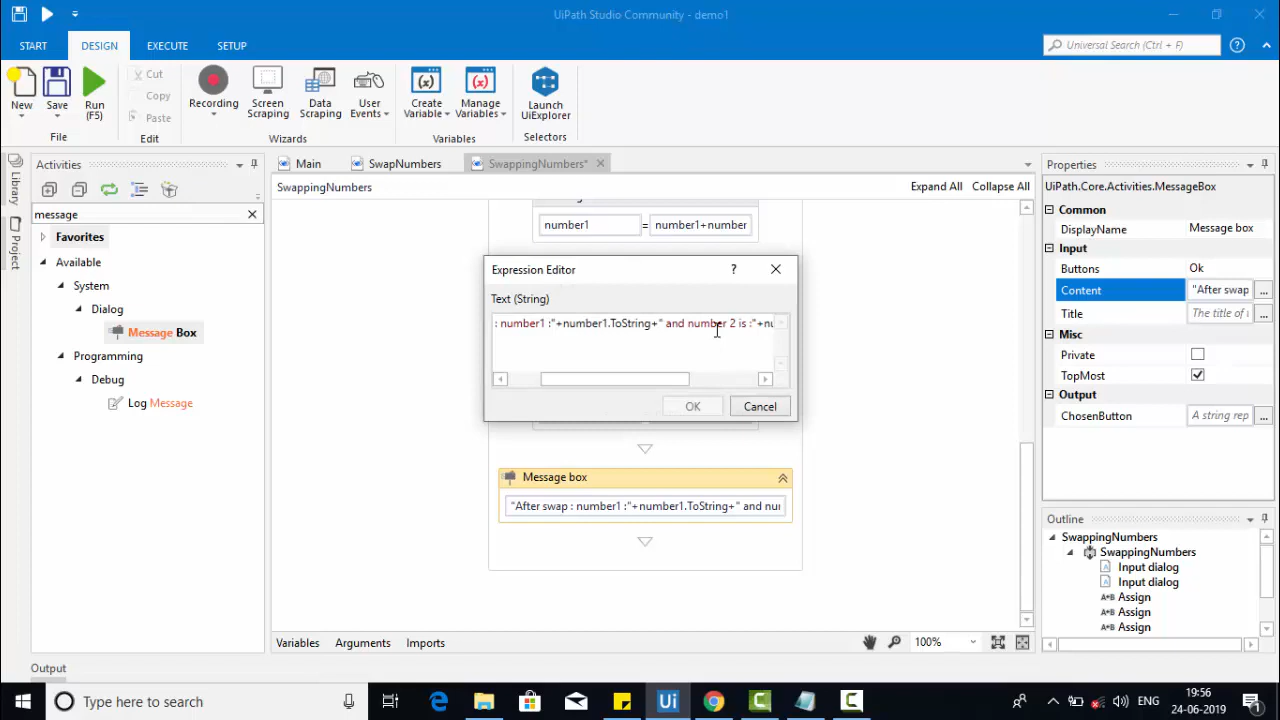 UiPath Studio Community - demo1
START DESIGN EXECUTE SETUP
Universal Search (Ctrl + F)
New Save Run (F5)
Cut
Copy
Paste
Recording Screen Scraping Data Scraping User Events
Create Variable Manage Variables
Launch UiExplorer
File Edit Wizards Variables Selectors
Library
Project
Activities
message
Favorites
Available
System
Dialog
Message Box
Programming
Debug
Log Message
Main SwapNumbers SwappingNumbers*
SwappingNumbers Expand All Collapse All
number1 = number1+number
Expression Editor ?
Text (String)
: number1 :"+number1.ToString+" and number 2 is :"+nu
OK Cancel
Message box
"After swap : number1 :"+number1.ToString+" and nur
Variables Arguments Imports
100%
Properties
UiPath.Core.Activities.MessageBox
Common
DisplayName Message box
Input
Buttons Ok
Content "After swap ...
Title The title of ...
Misc
Private
TopMost
Output
ChosenButton A string rep ...
Outline
SwappingNumbers
SwappingNumbers
Input dialog
Input dialog
A+B Assign
A+B Assign
A+B Assign
Output
Type here to search
Ui
ENG
19:56
24-06-2019
1